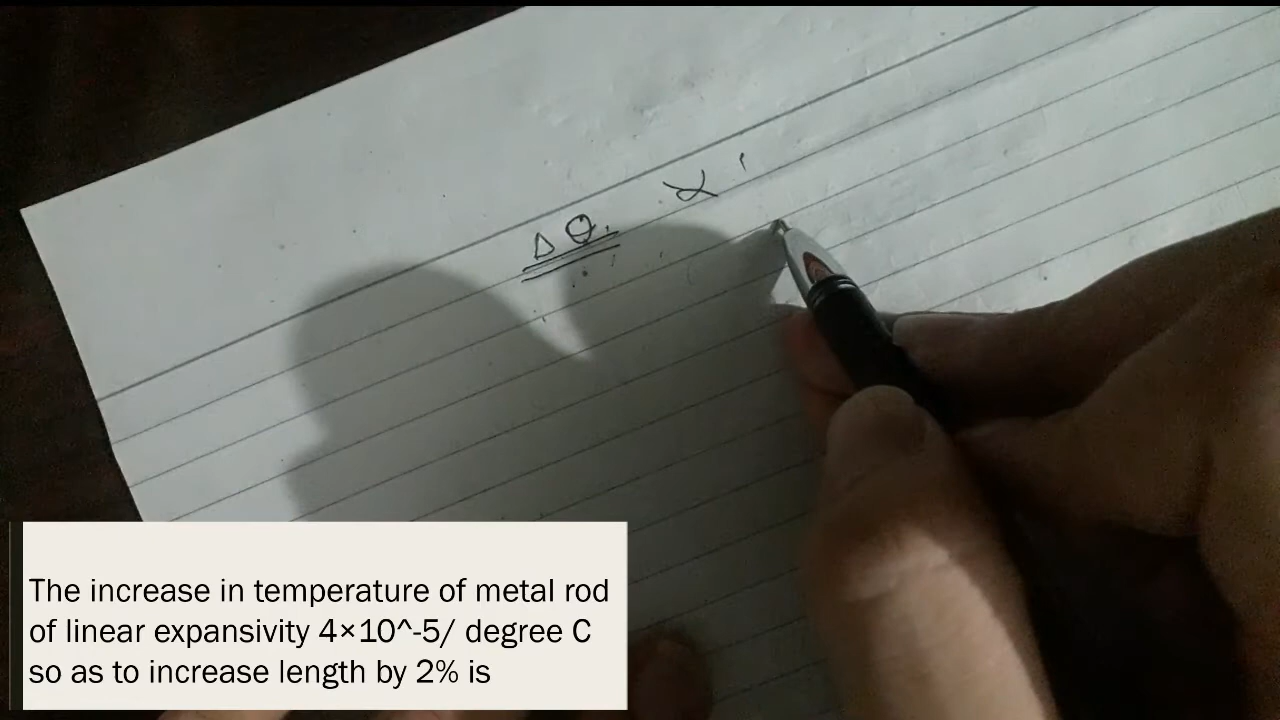 Δθ. α
The increase in temperature of metal rod
of linear expansivity 4×10^-5/ degree C
so as to increase length by 2% is